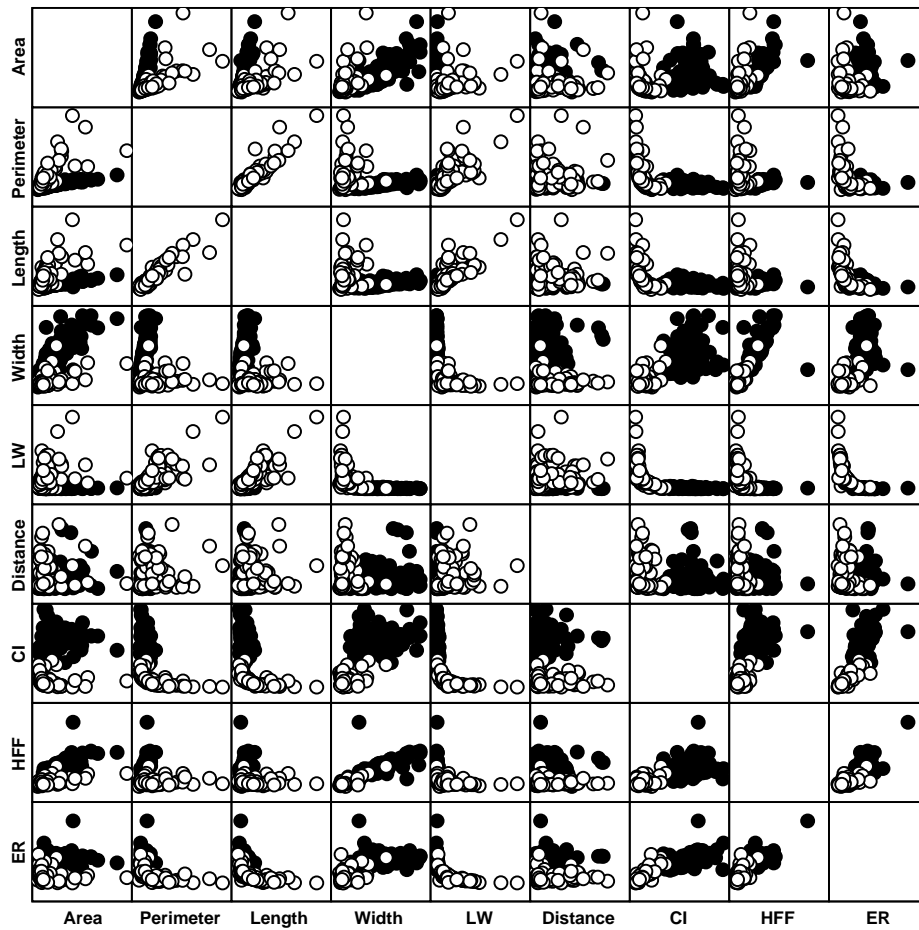 Area
Perimeter
Length
Width
LW
Distance
CI
HFF
ER
Area Perimeter Length Width LW Distance CI HFF ER